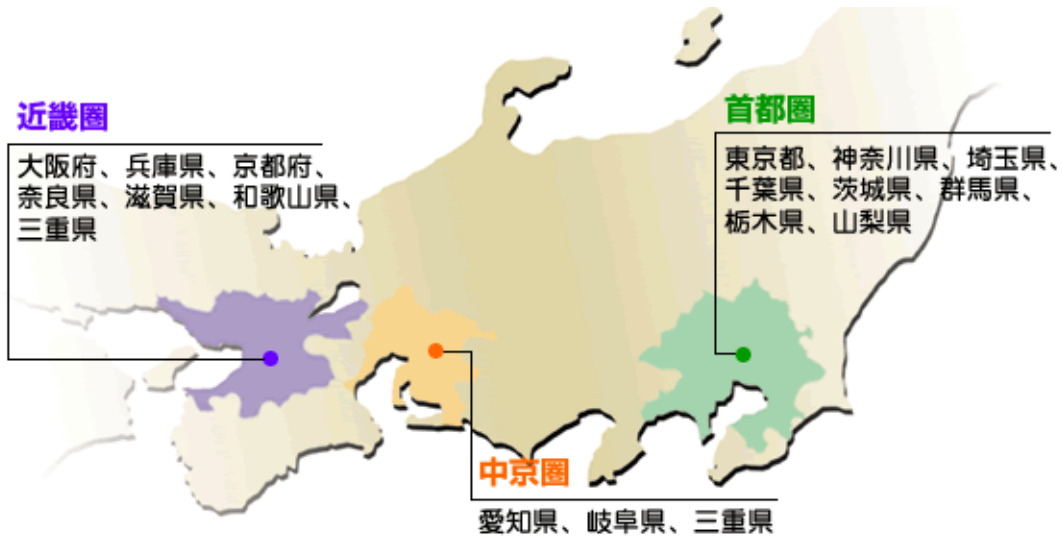 近畿圏
大阪府、兵庫県、京都府、
奈良県、滋賀県、和歌山県、
三重県
首都圏
東京都、神奈川県、埼玉県、
千葉県、茨城県、群馬県、
栃木県、山梨県
中京圏
愛知県、岐阜県、三重県